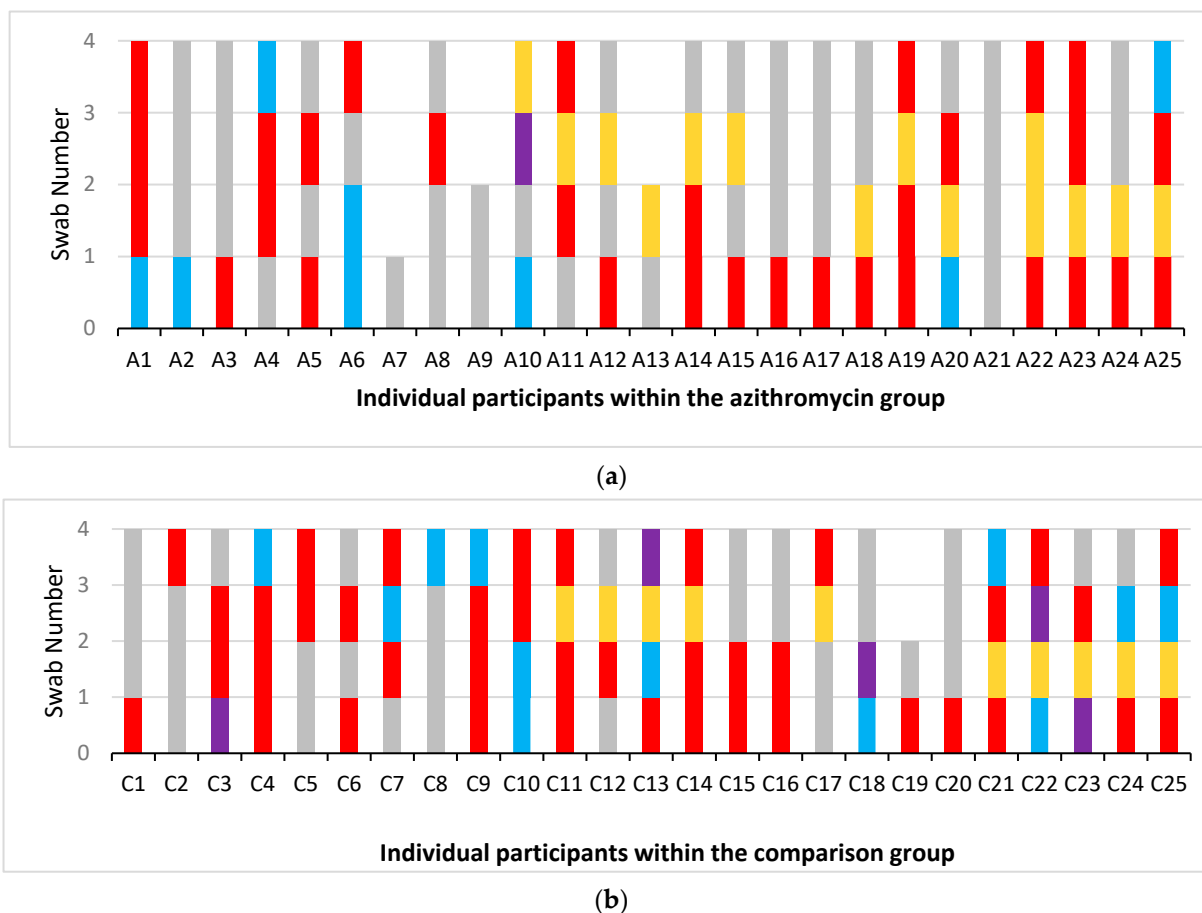 4
3
2
1
0
Swab Number
A1 A2 A3 A4 A5 A6 A7 A8 A9 A10 A11 A12 A13 A14 A15 A16 A17 A18 A19 A20 A21 A22 A23 A24 A25
Individual participants within the azithromycin group
(a)
4
3
2
1
0
Swab Number
C1 C2 C3 C4 C5 C6 C7 C8 C9 C10 C11 C12 C13 C14 C15 C16 C17 C18 C19 C20 C21 C22 C23 C24 C25
Individual participants within the comparison group
(b)